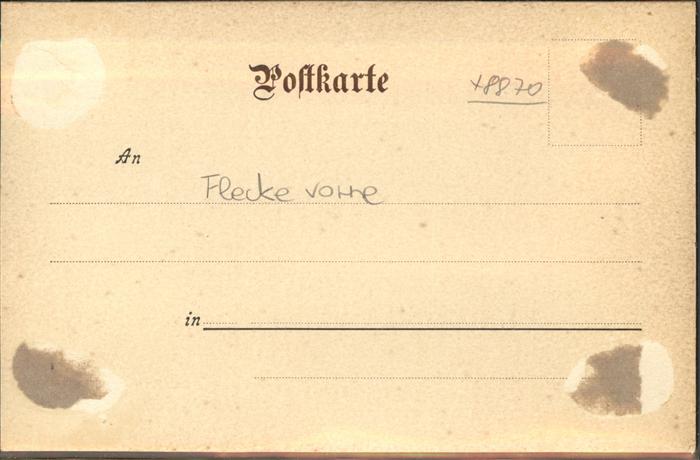 Postkarte
x8870
An
Flecke vorne
in